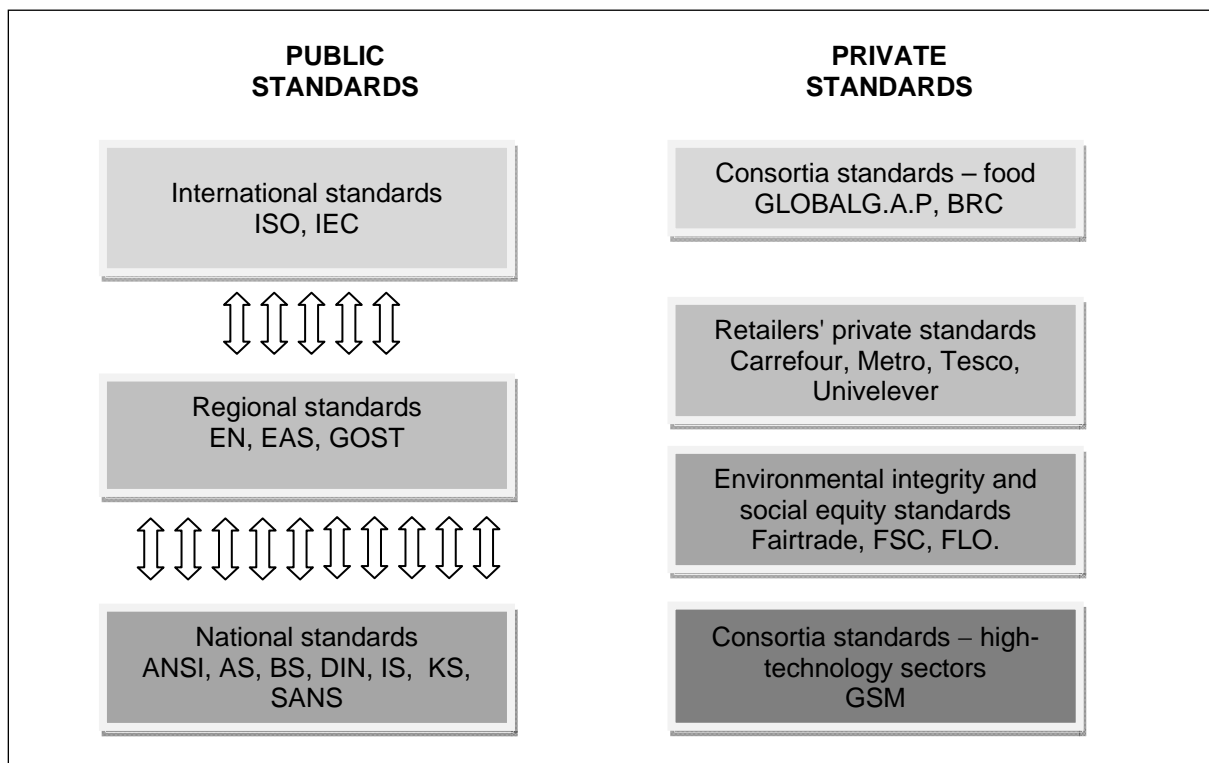 PUBLIC
STANDARDS
International standards
ISO, IEC
Regional standards
EN, EAS, GOST
National standards
ANSI, AS, BS, DIN, IS,  KS,
SANS
PRIVATE
STANDARDS
Consortia standards – food
GLOBALG.A.P, BRC
Retailers' private standards
Carrefour, Metro, Tesco,
Univelever
Environmental integrity and
social equity standards
Fairtrade, FSC, FLO.
Consortia standards – high-
technology sectors
GSM